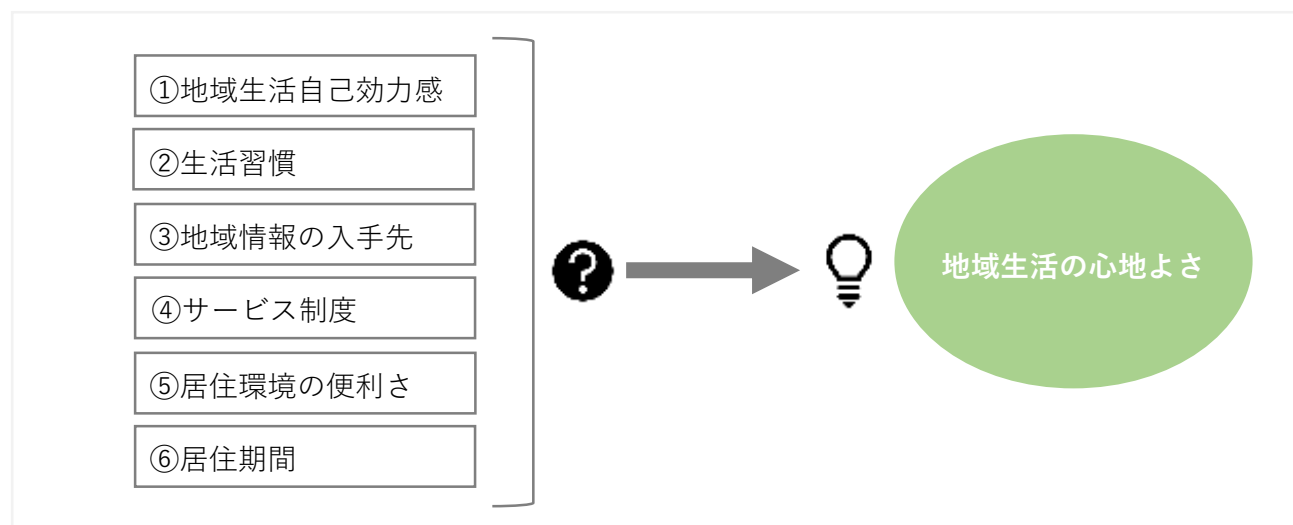 ①地域生活自己効力感
②生活習慣
③地域情報の入手先
④サービス制度
⑤居住環境の便利さ
⑥居住期間
?
地域生活の心地よさ